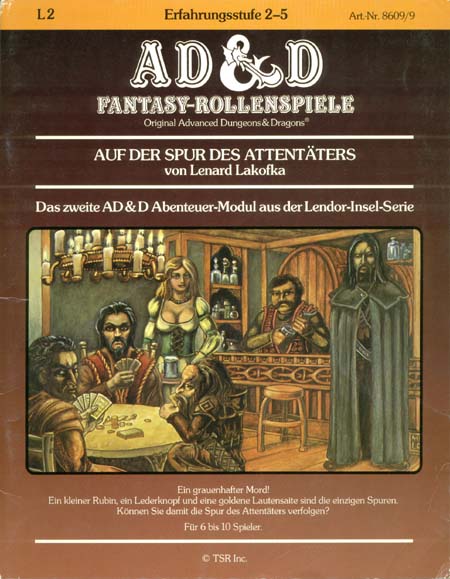 L 2 Erfahrungsstufe 2–5 Art.-Nr. 8609/9
AD&D
FANTASY-ROLLENSPIELE
Original Advanced Dungeons & Dragons®
AUF DER SPUR DES ATTENTÄTERS
von Lenard Lakofka
Das zweite AD & D Abenteuer-Modul aus der Lendor-Insel-Serie
Ein grauenhafter Mord!
Ein kleiner Rubin, ein Lederknopf und eine goldene Lautensaite sind die einzigen Spuren.
Können Sie damit die Spur des Attentäters verfolgen?
Für 6 bis 10 Spieler.
© TSR Inc.